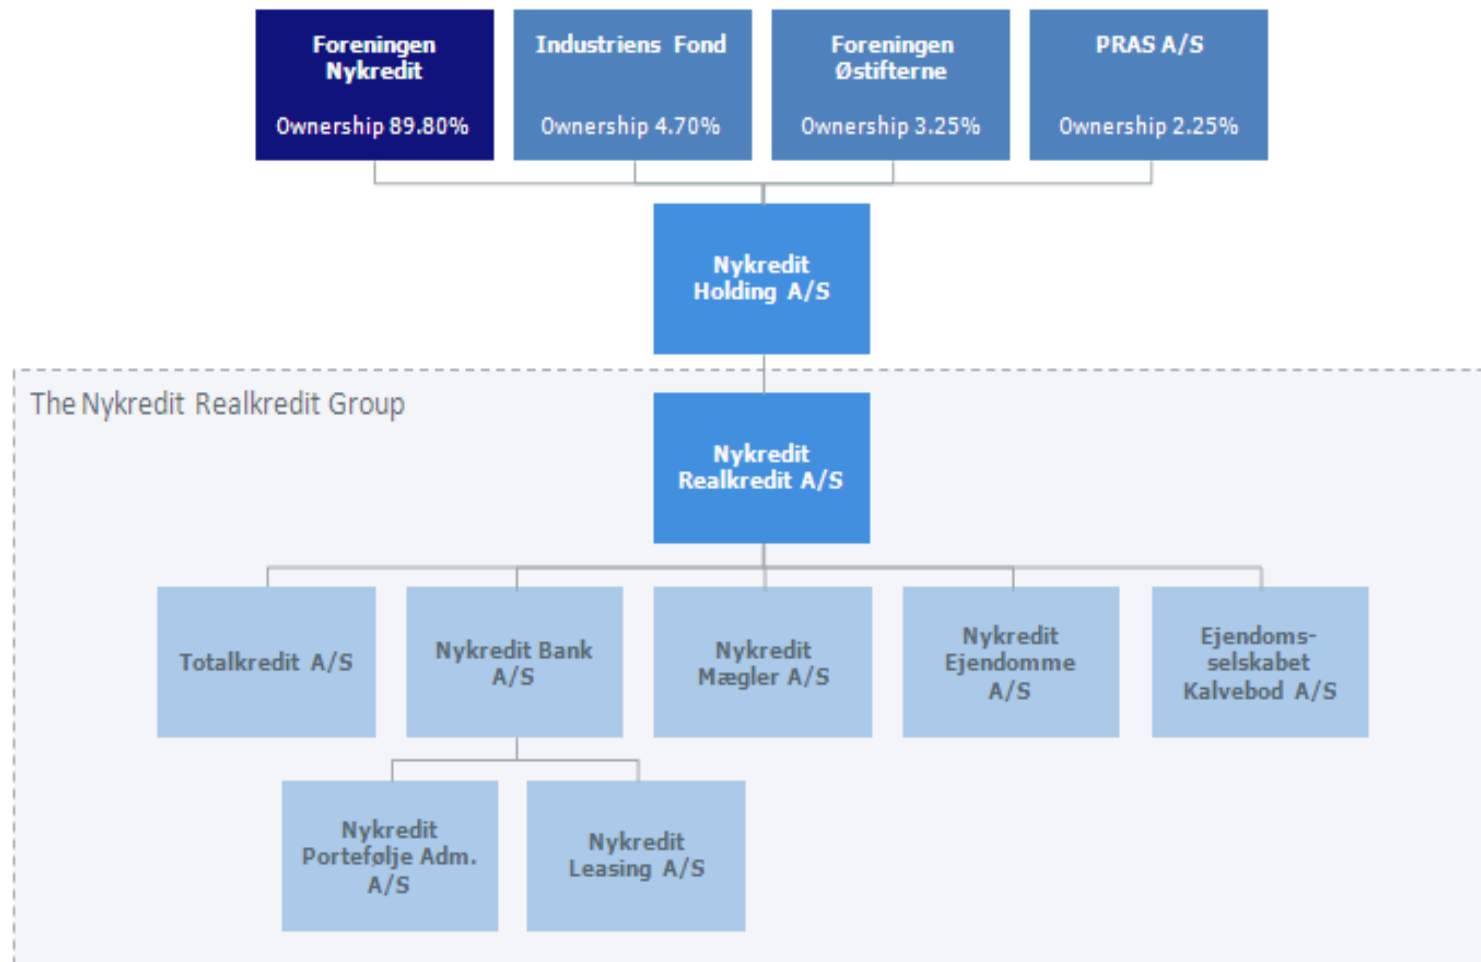 Foreningen
Nykredit
Ownership 89.80%
Industriens Fond
Ownership 4.70%
Foreningen
Østifterne
Ownership 3.25%
PRAS A/S
Ownership 2.25%
Nykredit
Holding A/S
The Nykredit Realkredit Group
Nykredit
Realkredit A/S
Totalkredit A/S
Nykredit Bank
A/S
Nykredit
Mægler A/S
Nykredit
Ejendomme
A/S
Ejendoms-
selskabet
Kalvebod A/S
Nykredit
Portefølje Adm.
A/S
Nykredit
Leasing A/S